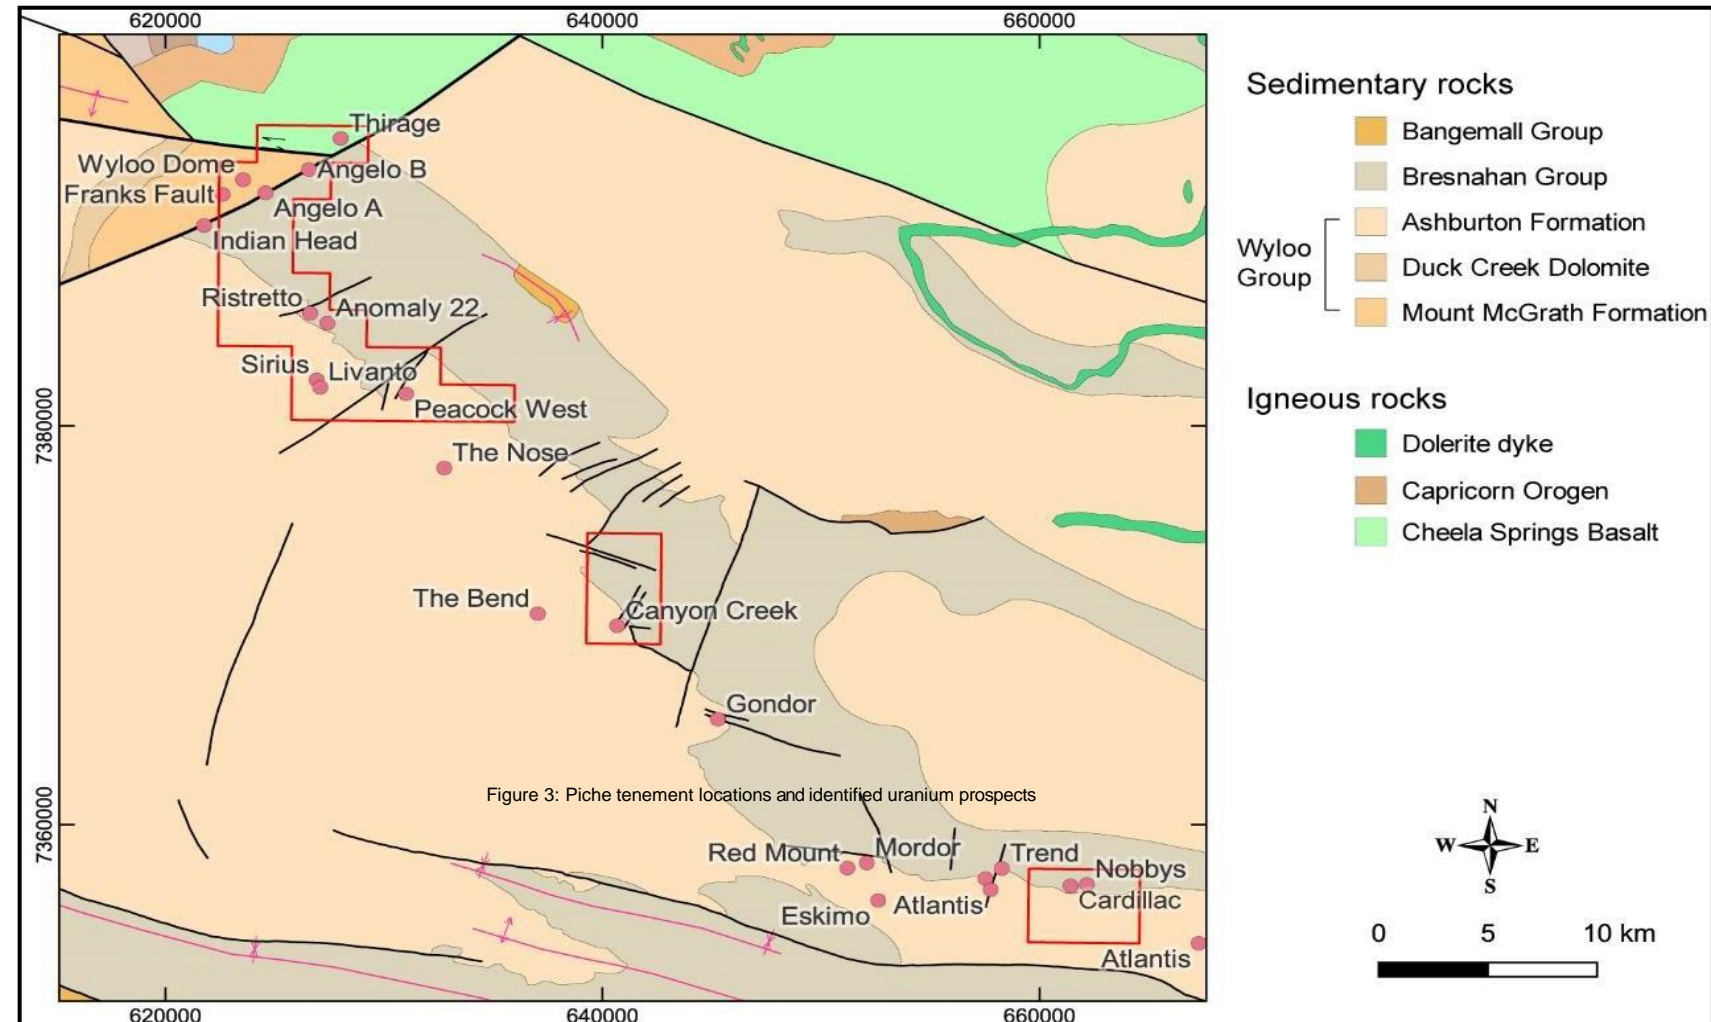 620000
640000
660000
Thirage
Wyloo Dome
Angelo B
Franks Fault
Angelo A
Indian Head
Ristretto
Anomaly 22
Sirius
Livanto
Peacock West
7380000
The Nose
The Bend
Canyon Creek
Gondor
Figure 3: Piche tenement locations and identified uranium prospects
7360000
Red Mount
Mordor
Trend
Nobbys
Cardillac
Eskimo
Atlantis
Atlantis
620000
640000
660000
Sedimentary rocks
Bangemall Group
Bresnahan Group
Ashburton Formation
Wyloo
Group
Duck Creek Dolomite
Mount McGrath Formation
Igneous rocks
Dolerite dyke
Capricorn Orogen
Cheela Springs Basalt
N
W
E
S
0
5
10 km